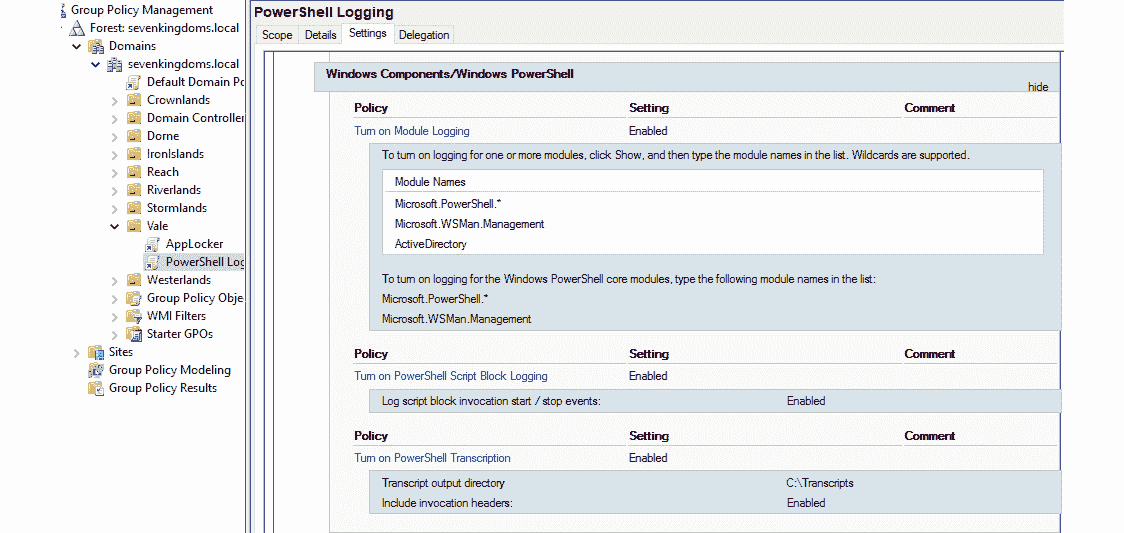 Group Policy Management
Forest: sevenkingdoms.local
Domains
sevenkingdoms.local
Default Domain Po
Crownlands
Domain Controller
Dorne
IronIslands
Reach
Riverlands
Stormlands
Vale
AppLocker
PowerShell Log
Westerlands
Group Policy Obje
WMI Filters
Starter GPOs
Sites
Group Policy Modeling
Group Policy Results
PowerShell Logging
Scope Details Settings Delegation
Windows Components/Windows PowerShell
hide
Policy Setting Comment
Turn on Module Logging Enabled
To turn on logging for one or more modules, click Show, and then type the module names in the list. Wildcards are supported.
Module Names
Microsoft.PowerShell.*
Microsoft.WSMan.Management
ActiveDirectory
To turn on logging for the Windows PowerShell core modules, type the following module names in the list:
Microsoft.PowerShell.*
Microsoft.WSMan.Management
Policy Setting Comment
Turn on PowerShell Script Block Logging Enabled
Log script block invocation start / stop events: Enabled
Policy Setting Comment
Turn on PowerShell Transcription Enabled
Transcript output directory C:\Transcripts
Include invocation headers: Enabled